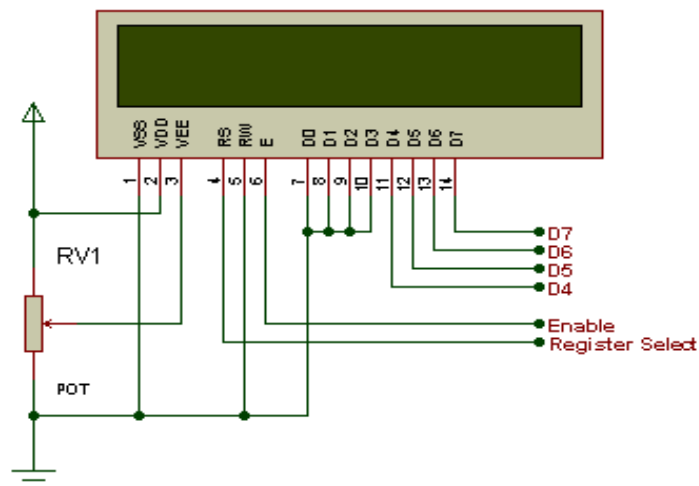 VSS VDD VEE RS RW E D0 D1 D2 D3 D4 D5 D6 D7
1 2 3 4 5 6 7 8 9 10 11 12 13 14
D7
D6
D5
D4
RV1
Enable
Register Select
POT